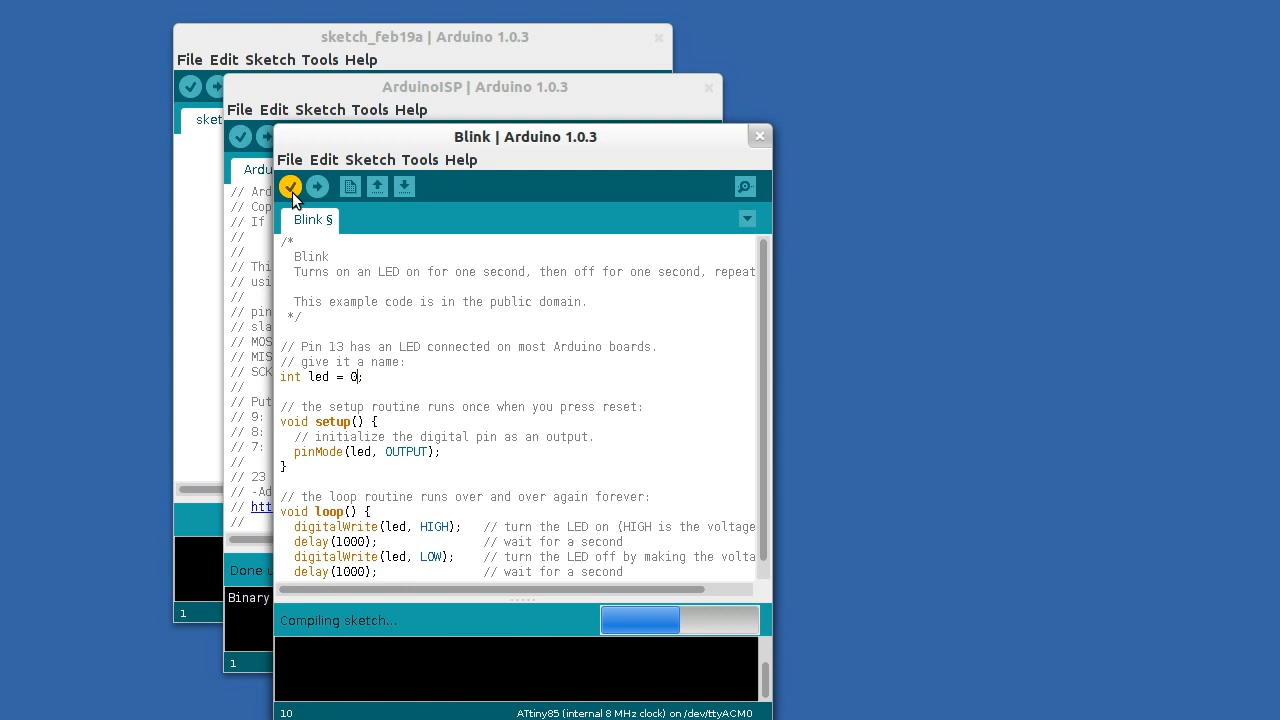 sketch_feb19a | Arduino 1.0.3
File Edit Sketch Tools Help
sket
1
ArduinoISP | Arduino 1.0.3
File Edit Sketch Tools Help
Ardu
// Ard
// Cop
// If
//
//
// Thi
// usi
//
// pin
// sla
// MOS
// MIS
// SCK
//
// Put
// 9:
// 8:
// 7:
//
// 23
// -Ad
// htt
//
Done u
Binary
1
Blink | Arduino 1.0.3
File Edit Sketch Tools Help
Blink §
/*
Blink
Turns on an LED on for one second, then off for one second, repeat
This example code is in the public domain.
*/
// Pin 13 has an LED connected on most Arduino boards.
// give it a name:
int led = 0;
// the setup routine runs once when you press reset:
void setup() {
// initialize the digital pin as an output.
pinMode(led, OUTPUT);
}
// the loop routine runs over and over again forever:
void loop() {
digitalWrite(led, HIGH);   // turn the LED on (HIGH is the voltage
delay(1000);               // wait for a second
digitalWrite(led, LOW);    // turn the LED off by making the volta
delay(1000);               // wait for a second
Compiling sketch...
10 ATtiny85 (internal 8 MHz clock) on /dev/ttyACM0